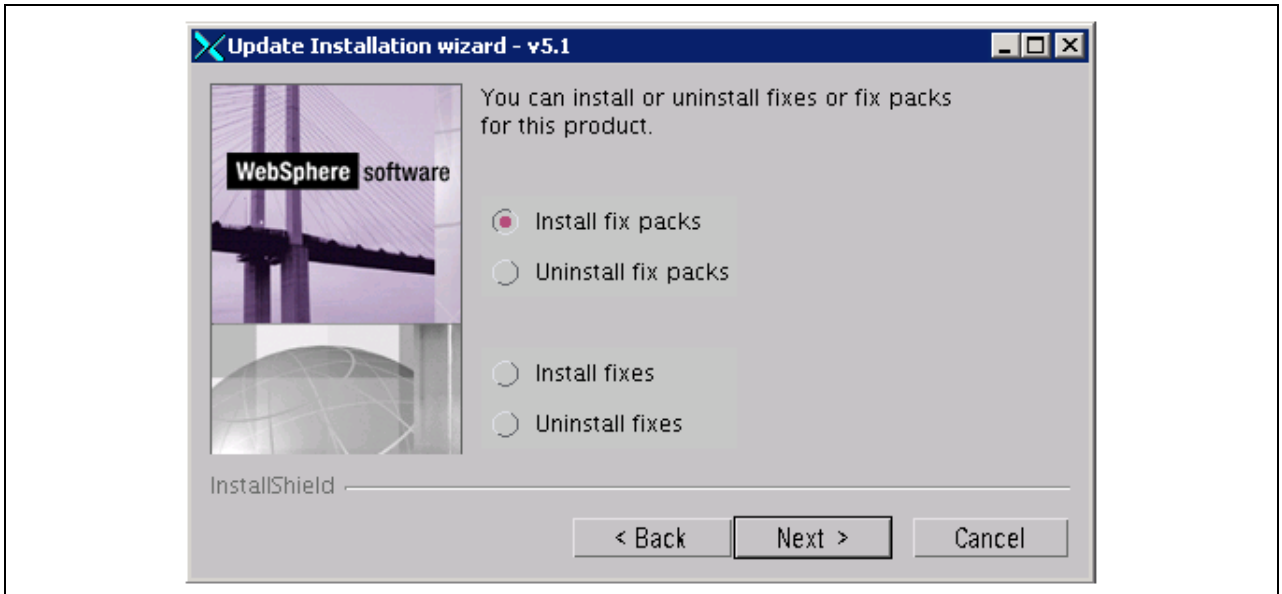 Update Installation wizard - v5.1
You can install or uninstall fixes or fix packs
for this product.
WebSphere software
Install fix packs
Uninstall fix packs
Install fixes
Uninstall fixes
InstallShield
< Back Next > Cancel